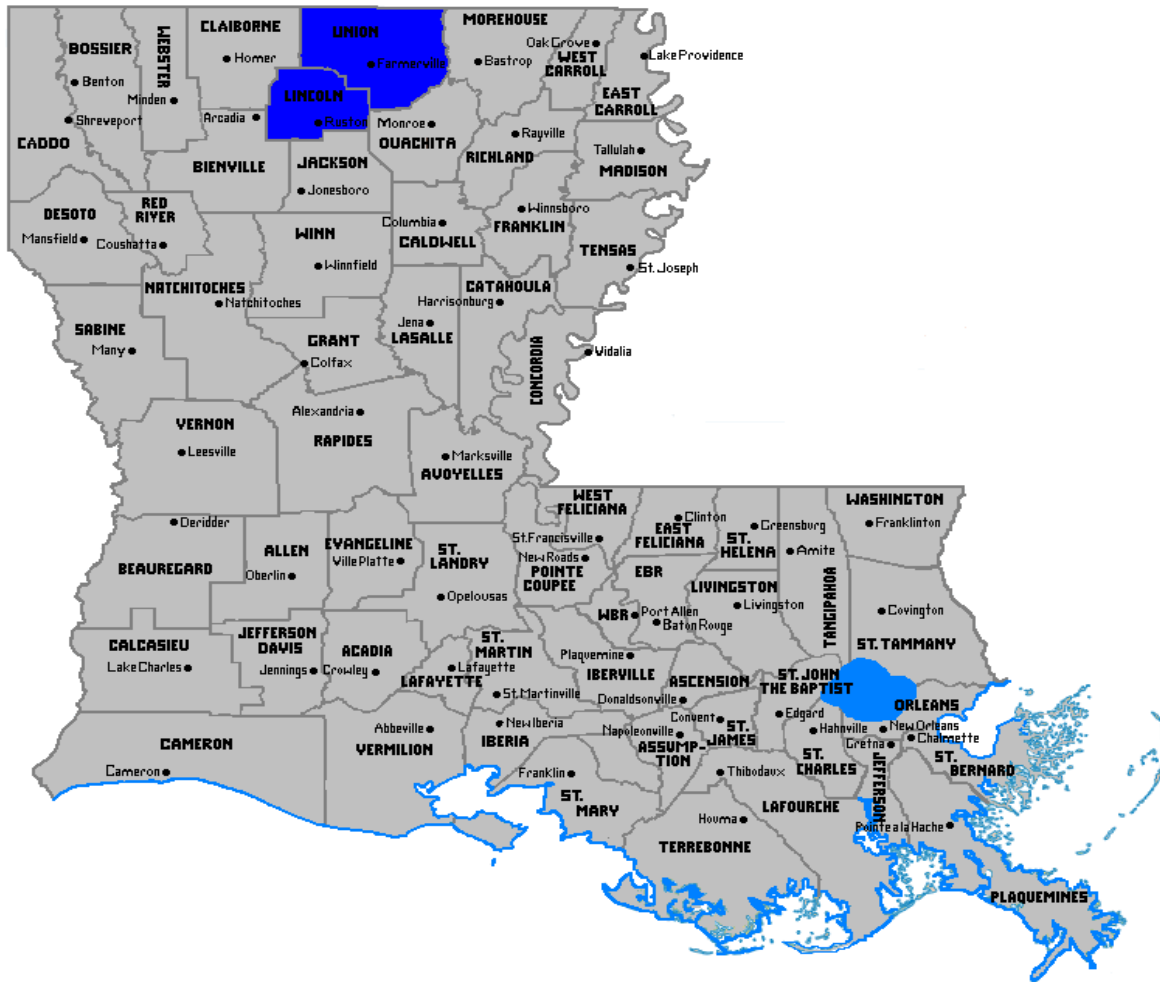 CLAIBORNE
UNION
MOREHOUSE
BOSSIER
WEBSTER
Homer
Farmerville
Bastrop
Oak Grove
WEST
CARROLL
Lake Providence
Benton
Minden
LINCOLN
EAST
CARROLL
Shreveport
Arcadia
Ruston
Monroe
OUACHITA
Rayville
CADDO
BIENVILLE
JACKSON
RICHLAND
Tallulah
MADISON
Jonesboro
DESOTO
RED
RIVER
Winnsboro
FRANKLIN
Mansfield
Coushatta
WINN
Columbia
CALDWELL
TENSAS
Winnfield
St. Joseph
NATCHITOCHES
Natchitoches
CATAHOULA
Harrisonburg
SABINE
Many
GRANT
Colfax
Jena
LASALLE
CONCORDIA
Vidalia
VERNON
Leesville
Alexandria
RAPIDES
Marksville
AVOYELLES
Deridder
BEAUREGARD
ALLEN
Oberlin
EVANGELINE
Ville Platte
ST.
LANDRY
Opelousas
WEST
FELICIANA
St. Francisville
New Roads
POINTE
COUPEE
Clinton
EAST
FELICIANA
Greensburg
ST.
HELENA
Amite
WASHINGTON
Franklinton
EBR
LIVINGSTON
Livingston
TANGIPAHOA
Covington
ST. TAMMANY
WBR
Port Allen
Baton Rouge
CALCASIEU
Lake Charles
JEFFERSON
DAVIS
Jennings
ACADIA
Crowley
Lafayette
LAFAYETTE
ST.
MARTIN
St. Martinville
Plaquemine
IBERVILLE
ASCENSION
Donaldsonville
ST. JOHN
THE BAPTIST
Edgard
ORLEANS
New Orleans
Chalmette
CAMERON
Cameron
Abbeville
VERMILION
New Iberia
IBERIA
Convent
ST.
JAMES
Napoleonville
ASSUMP-
TION
Hahnville
Gretna
ST.
CHARLES
JEFFERSON
ST.
BERNARD
Franklin
ST.
MARY
Thibodaux
LAFOURCHE
Houma
TERREBONNE
Pointe a la Hache
PLAQUEMINES